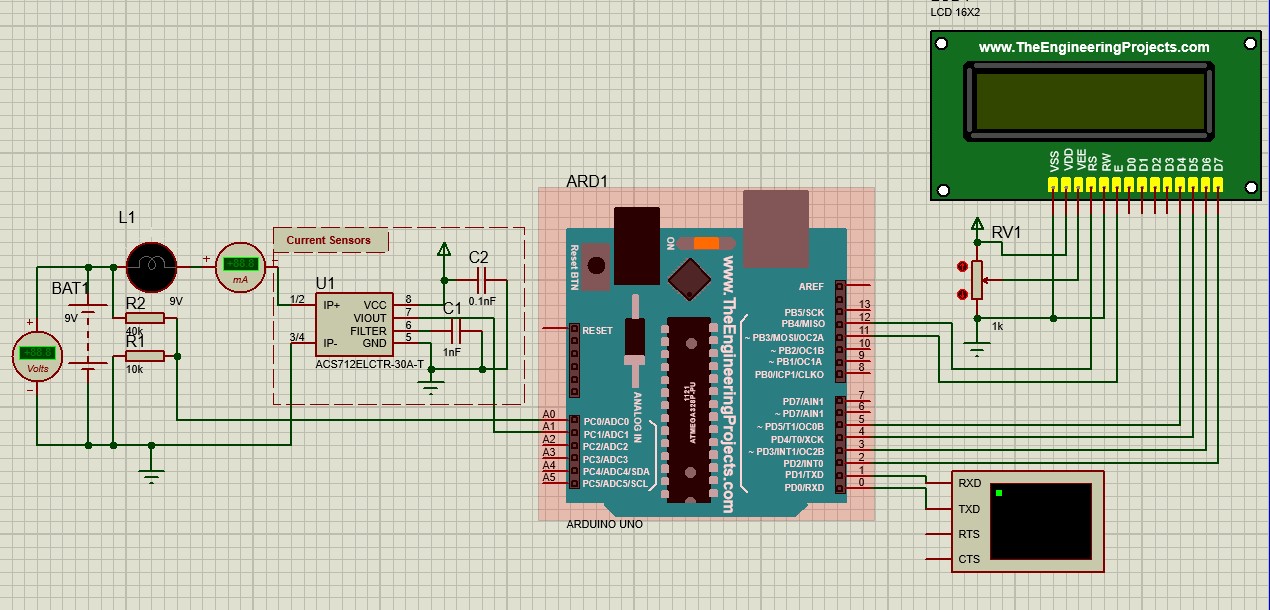 LCD 16X2
www.TheEngineeringProjects.com
VSS
VDD
VEE
RS
RW
E
D0
D1
D2
D3
D4
D5
D6
D7
RV1
1k
ARD1
Reset BTN
ON
www.TheEngineeringProjects.com
RESET
AREF
13
PB5/SCK
12
PB4/MISO
11
~ PB3/MOSI/OC2A
10
~ PB2/OC1B
9
~ PB1/OC1A
8
PB0/ICP1/CLKO
7
PD7/AIN1
6
~ PD7/AIN1
5
~ PD5/T1/OC0B
4
PD4/T0/XCK
3
~ PD3/INT1/OC2B
2
PD2/INT0
1
PD1/TXD
0
PD0/RXD
1121
ATMEGA328P-PU
ANALOG IN
A0
PC0/ADC0
A1
PC1/ADC1
A2
PC2/ADC2
A3
PC3/ADC3
A4
PC4/ADC4/SDA
A5
PC5/ADC5/SCL
ARDUINO UNO
L1
9V
+88.8
mA
+
-
Current Sensors
U1
1/2
IP+
3/4
IP-
VCC
8
VIOUT
7
FILTER
6
GND
5
ACS712ELCTR-30A-T
C2
0.1nF
C1
1nF
BAT1
9V
R2
40k
R1
10k
+
+88.8
Volts
-
RXD
TXD
RTS
CTS